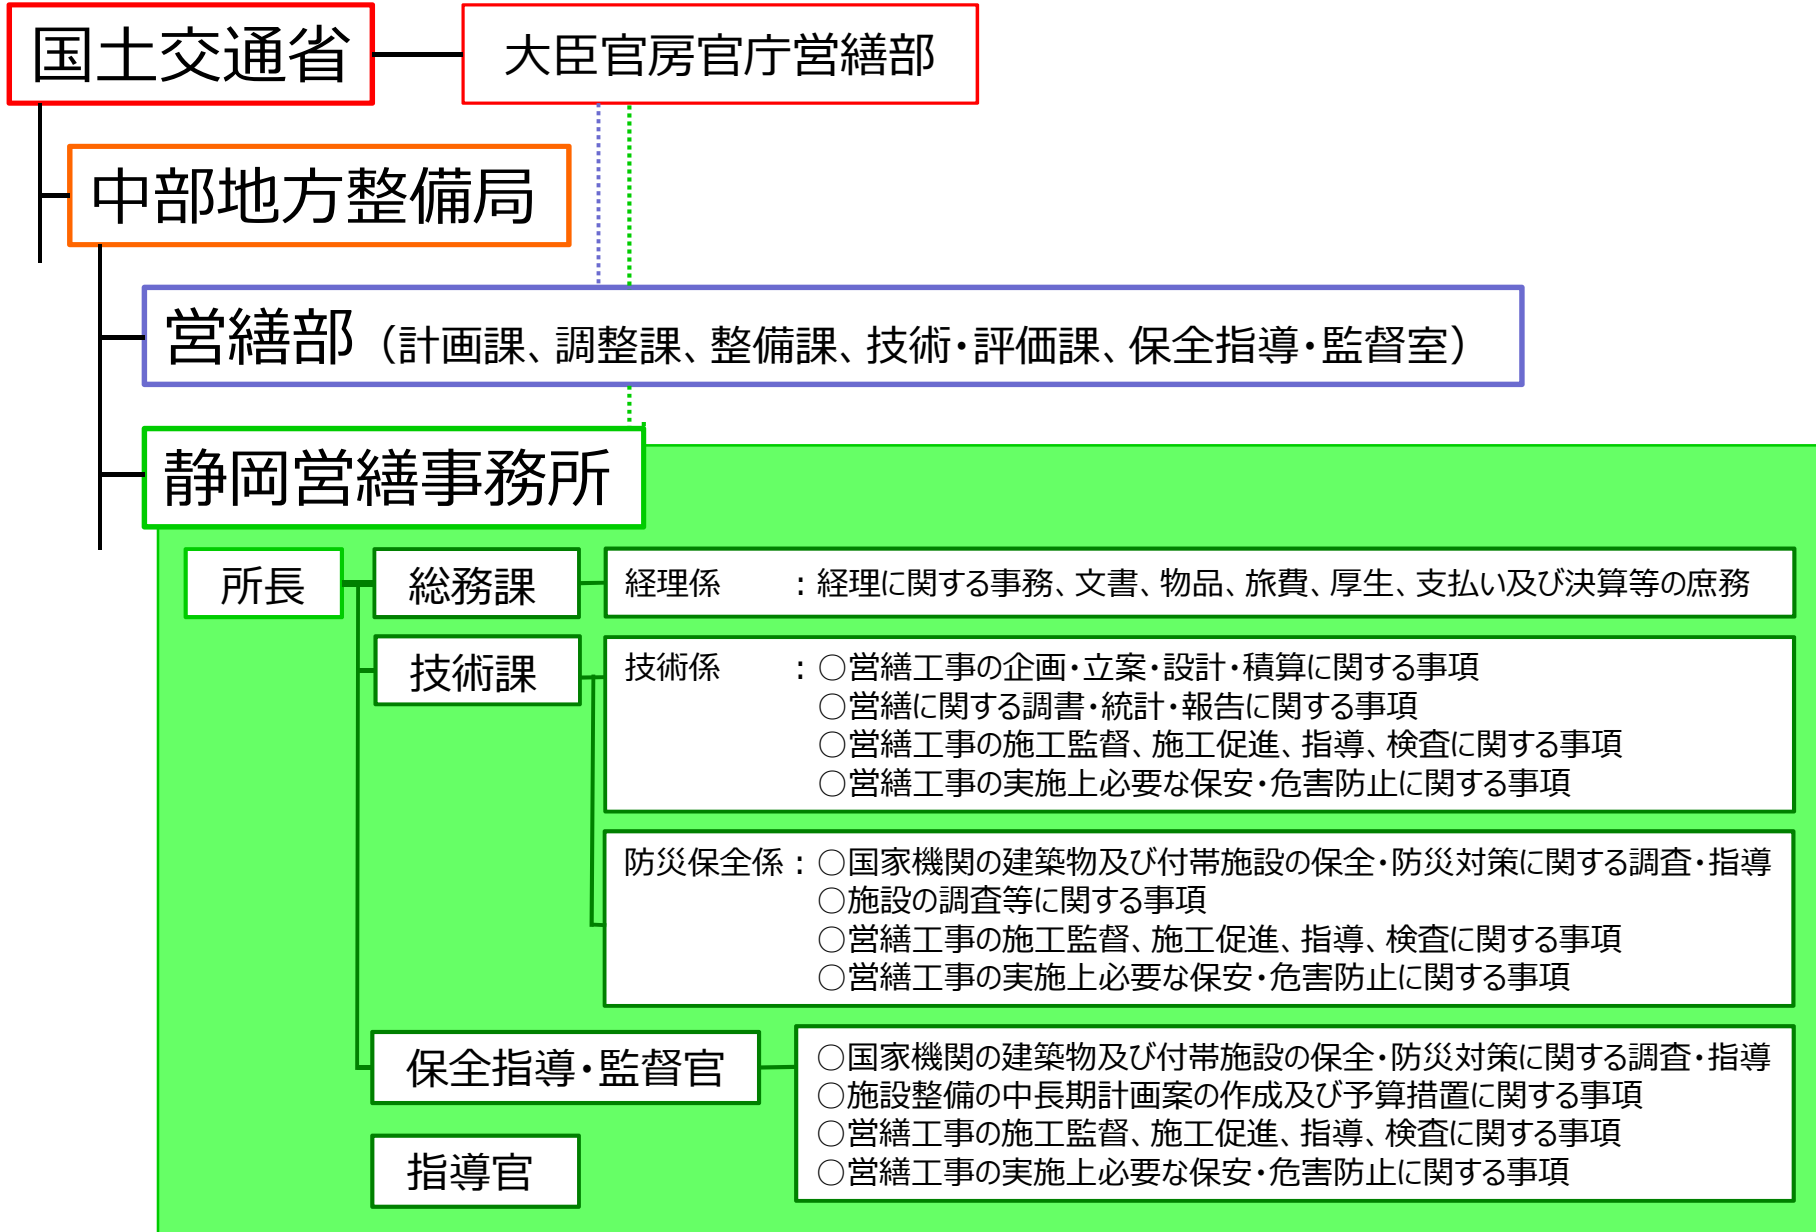 国土交通省
大臣官房官庁営繕部
中部地方整備局
営繕部（計画課、調整課、整備課、技術・評価課、保全指導・監督室）
静岡営繕事務所
所長
総務課
経理係　　：経理に関する事務、文書、物品、旅費、厚生、支払い及び決算等の庶務
技術課
技術係　　：○営繕工事の企画・立案・設計・積算に関する事項
○営繕に関する調書・統計・報告に関する事項
○営繕工事の施工監督、施工促進、指導、検査に関する事項
○営繕工事の実施上必要な保安・危害防止に関する事項
防災保全係：○国家機関の建築物及び付帯施設の保全・防災対策に関する調査・指導
○施設の調査等に関する事項
○営繕工事の施工監督、施工促進、指導、検査に関する事項
○営繕工事の実施上必要な保安・危害防止に関する事項
保全指導・監督官
○国家機関の建築物及び付帯施設の保全・防災対策に関する調査・指導
○施設整備の中長期計画案の作成及び予算措置に関する事項
○営繕工事の施工監督、施工促進、指導、検査に関する事項
○営繕工事の実施上必要な保安・危害防止に関する事項
指導官